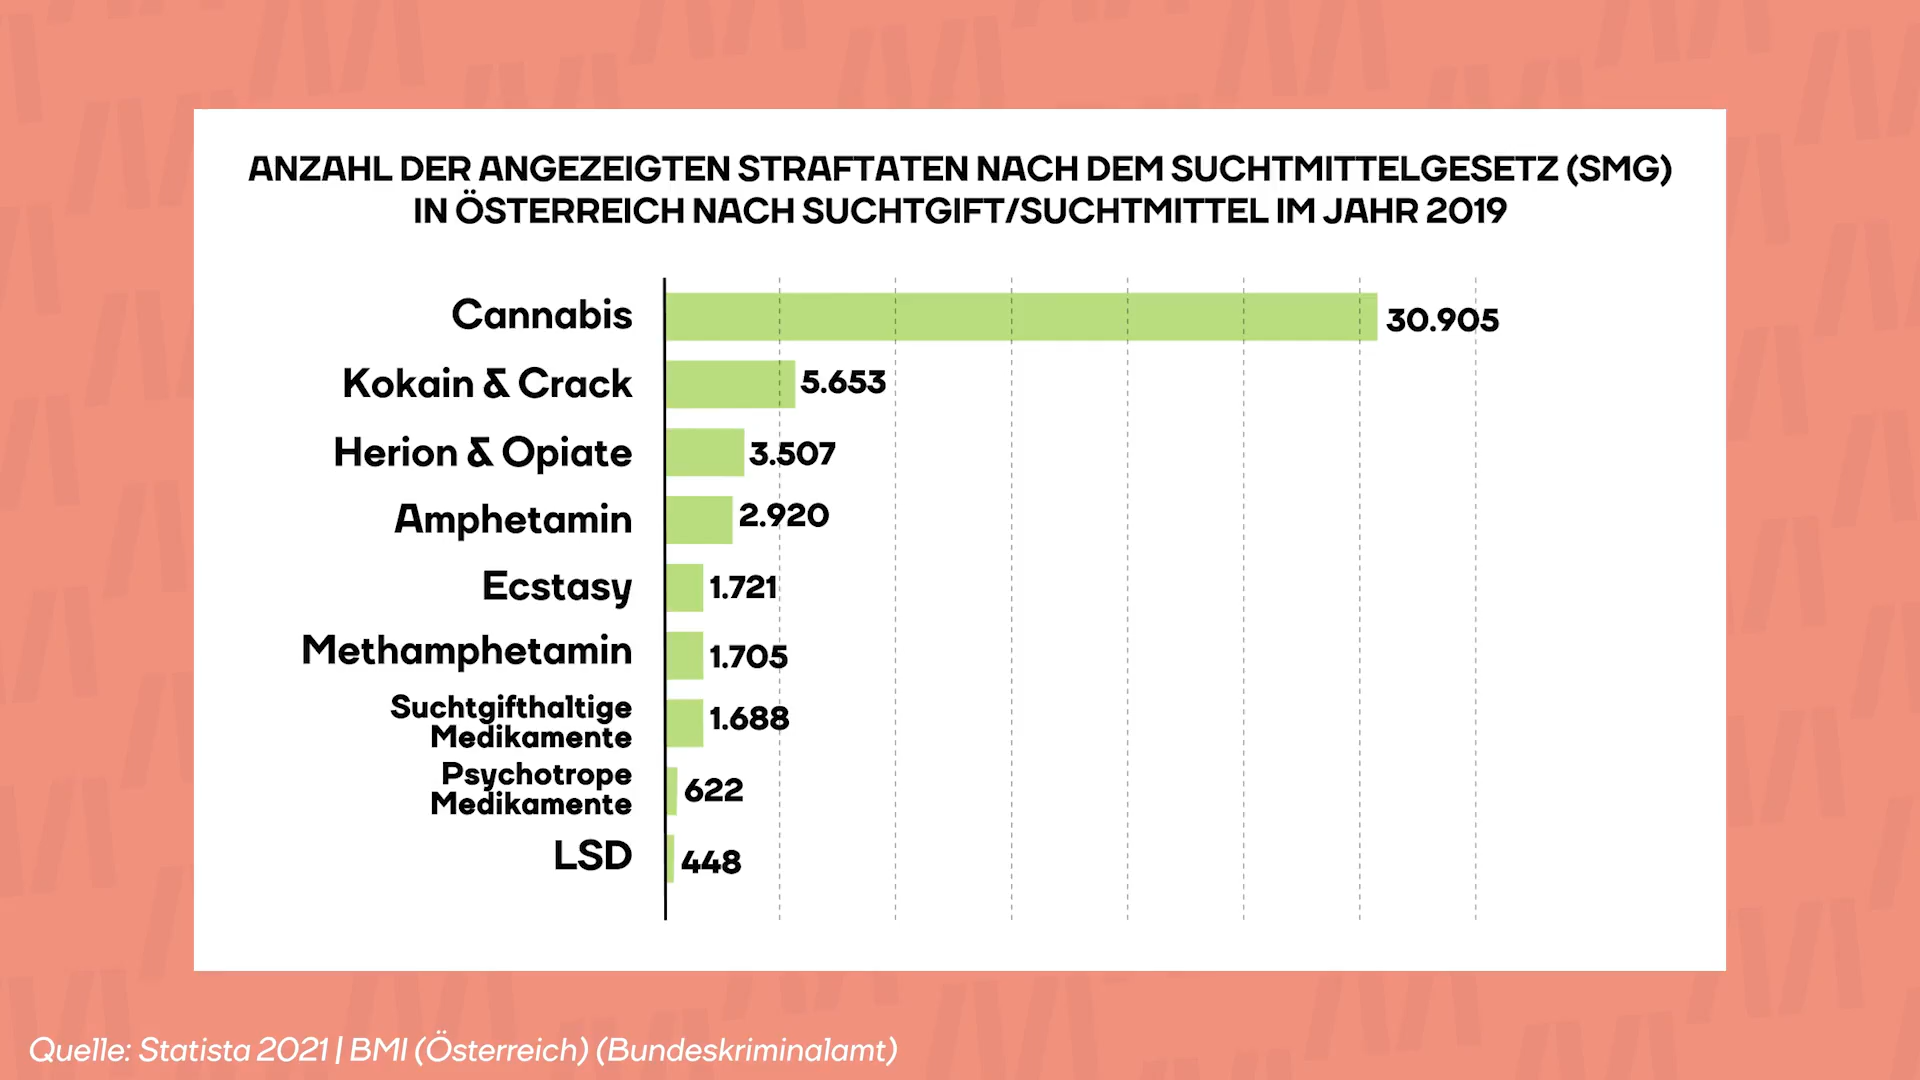 ANZAHL DER ANGEZEIGTEN STRAFTATEN NACH DEM SUCHTMITTELGESETZ (SMG)
IN ÖSTERREICH NACH SUCHTGIFT/SUCHTMITTEL IM JAHR 2019
Cannabis 30.905
Kokain & Crack 5.653
Herion & Opiate 3.507
Amphetamin 2.920
Ecstasy 1.721
Methamphetamin 1.705
Suchtgifthaltige
Medikamente 1.688
Psychotrope
Medikamente 622
LSD 448
Quelle: Statista 2021 | BMI (Österreich) (Bundeskriminalamt)